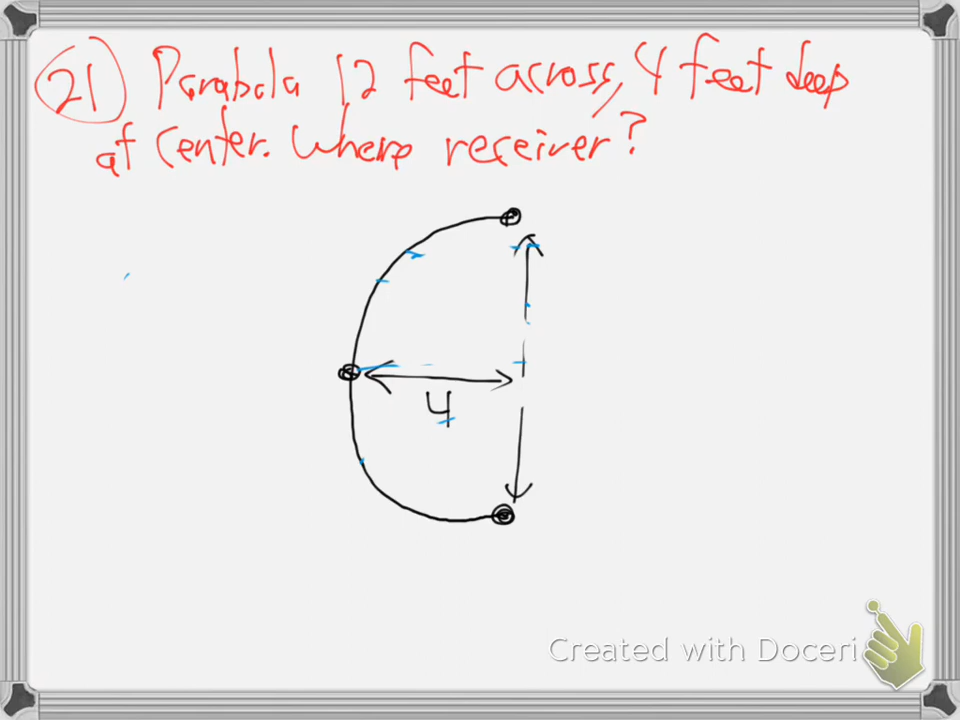 21 Parabola 12 feet across, 4 feet deep
at center. Where receiver?
4
Created with Doceri